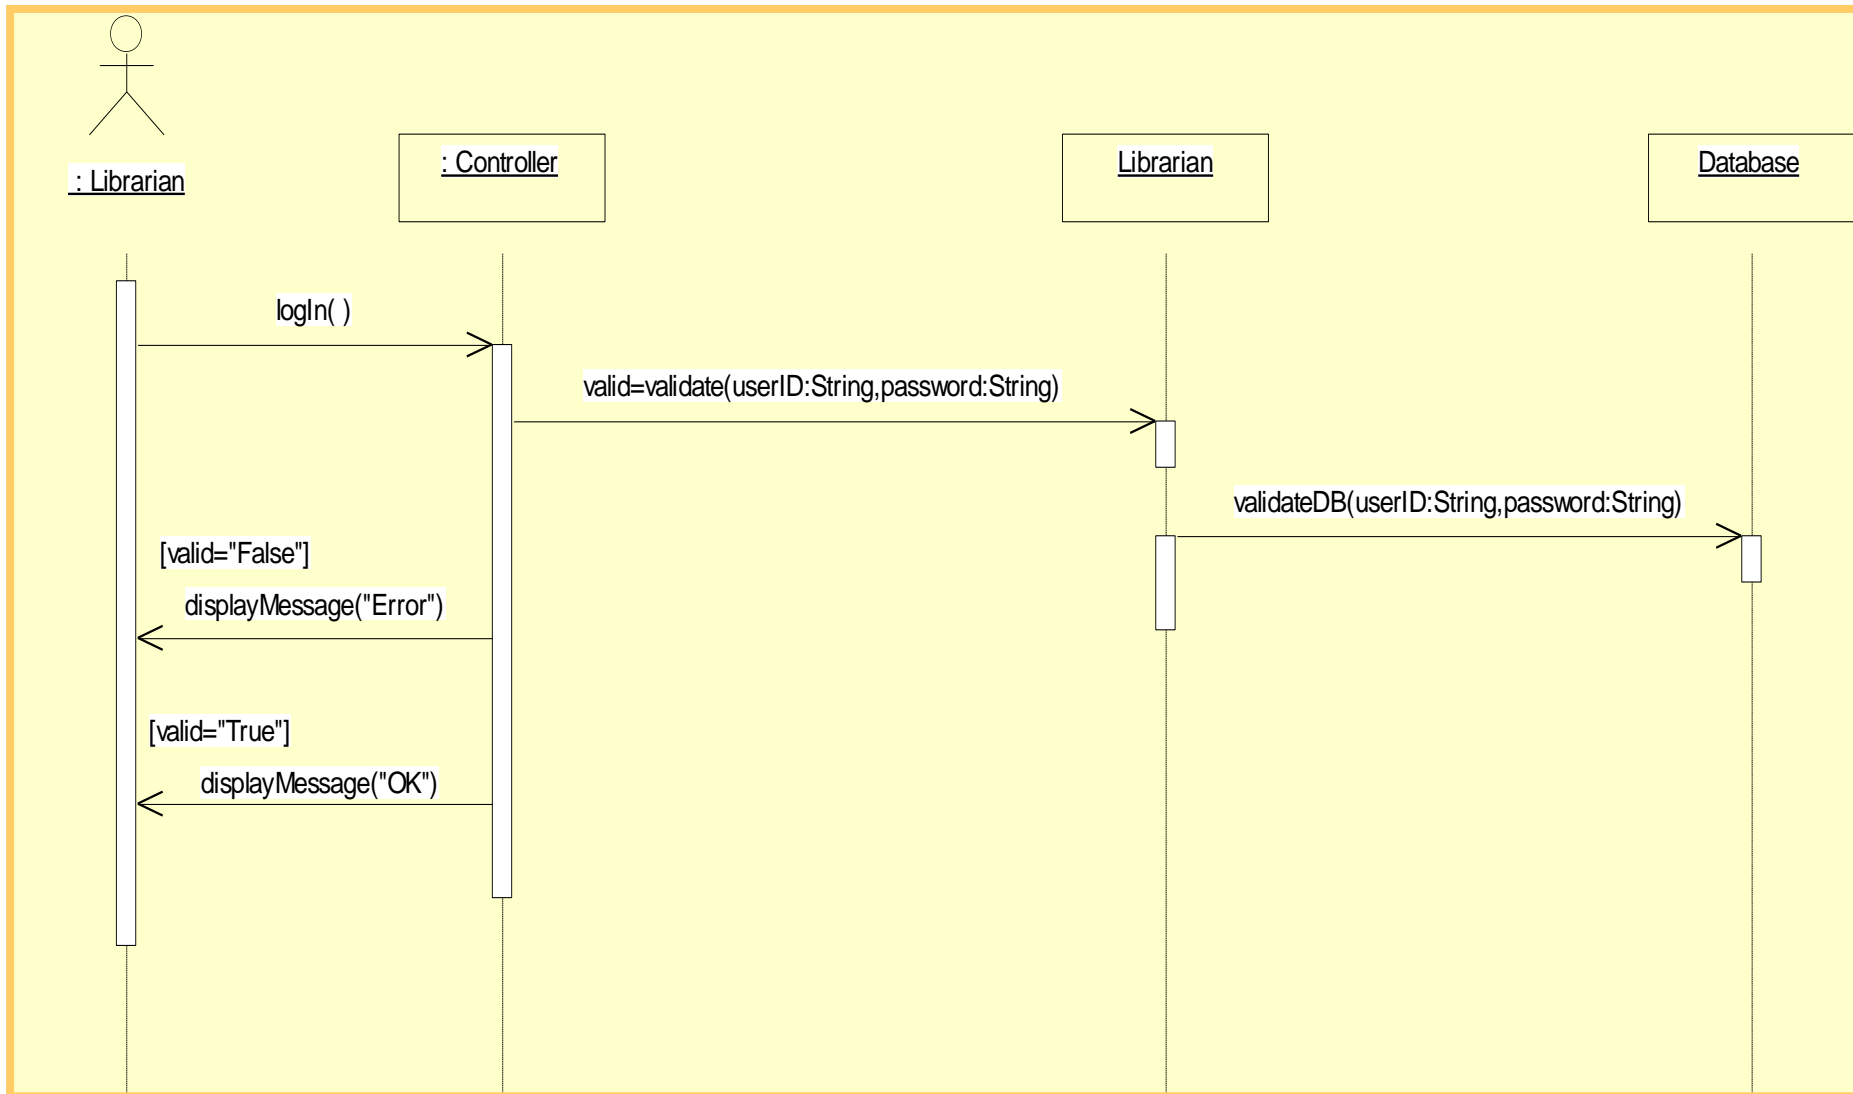 : Librarian
: Controller
Librarian
Database
logIn( )
valid=validate(userID:String,password:String)
validateDB(userID:String,password:String)
[valid="False"]
displayMessage("Error")
[valid="True"]
displayMessage("OK")